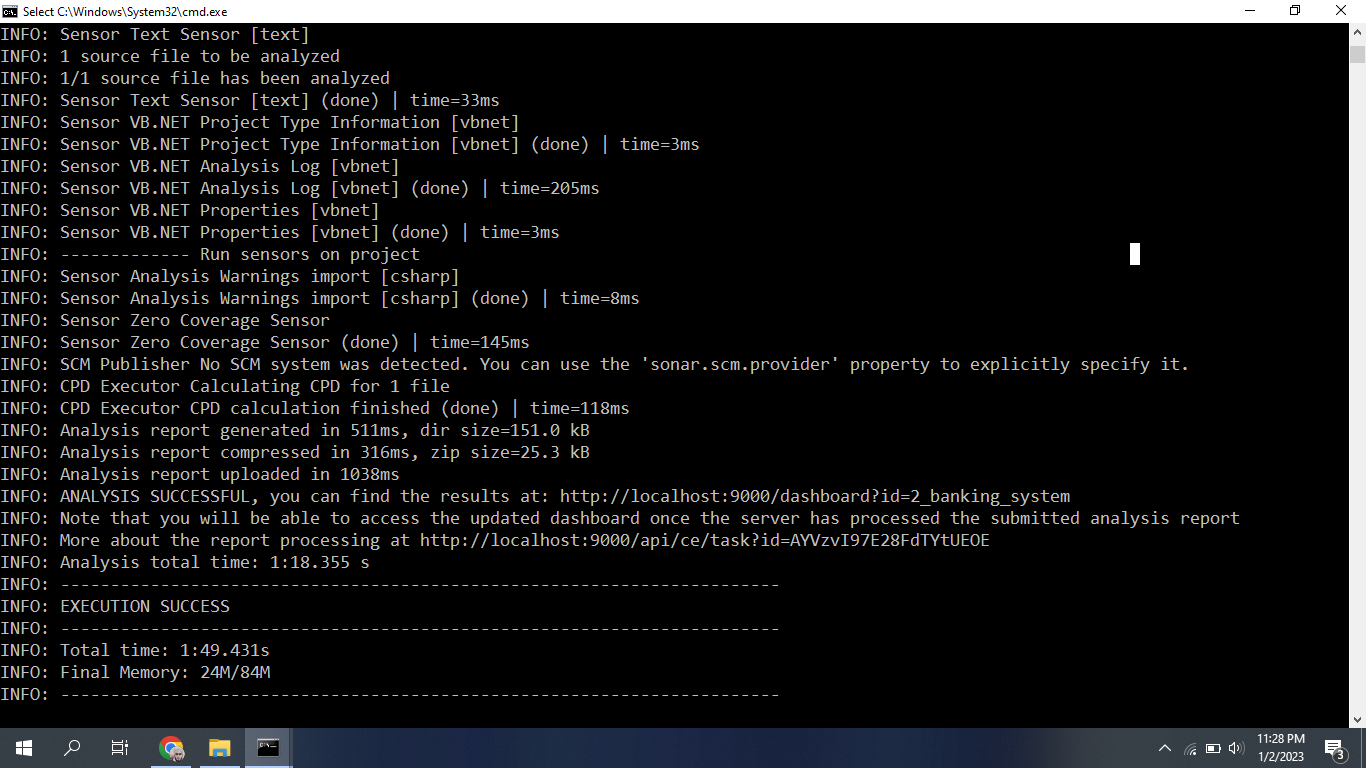 Select C:\Windows\System32\cmd.exe
INFO: Sensor Text Sensor [text]
INFO: 1 source file to be analyzed
INFO: 1/1 source file has been analyzed
INFO: Sensor Text Sensor [text] (done) | time=33ms
INFO: Sensor VB.NET Project Type Information [vbnet]
INFO: Sensor VB.NET Project Type Information [vbnet] (done) | time=3ms
INFO: Sensor VB.NET Analysis Log [vbnet]
INFO: Sensor VB.NET Analysis Log [vbnet] (done) | time=205ms
INFO: Sensor VB.NET Properties [vbnet]
INFO: Sensor VB.NET Properties [vbnet] (done) | time=3ms
INFO: ------------- Run sensors on project
INFO: Sensor Analysis Warnings import [csharp]
INFO: Sensor Analysis Warnings import [csharp] (done) | time=8ms
INFO: Sensor Zero Coverage Sensor
INFO: Sensor Zero Coverage Sensor (done) | time=145ms
INFO: SCM Publisher No SCM system was detected. You can use the 'sonar.scm.provider' property to explicitly specify it.
INFO: CPD Executor Calculating CPD for 1 file
INFO: CPD Executor CPD calculation finished (done) | time=118ms
INFO: Analysis report generated in 511ms, dir size=151.0 kB
INFO: Analysis report compressed in 316ms, zip size=25.3 kB
INFO: Analysis report uploaded in 1038ms
INFO: ANALYSIS SUCCESSFUL, you can find the results at: http://localhost:9000/dashboard?id=2_banking_system
INFO: Note that you will be able to access the updated dashboard once the server has processed the submitted analysis report
INFO: More about the report processing at http://localhost:9000/api/ce/task?id=AYVzvI97E28FdTYtUEOE
INFO: Analysis total time: 1:18.355 s
INFO: ------------------------------------------------------------------------
INFO: EXECUTION SUCCESS
INFO: ------------------------------------------------------------------------
INFO: Total time: 1:49.431s
INFO: Final Memory: 24M/84M
INFO: ------------------------------------------------------------------------
11:28 PM
1/2/2023
3